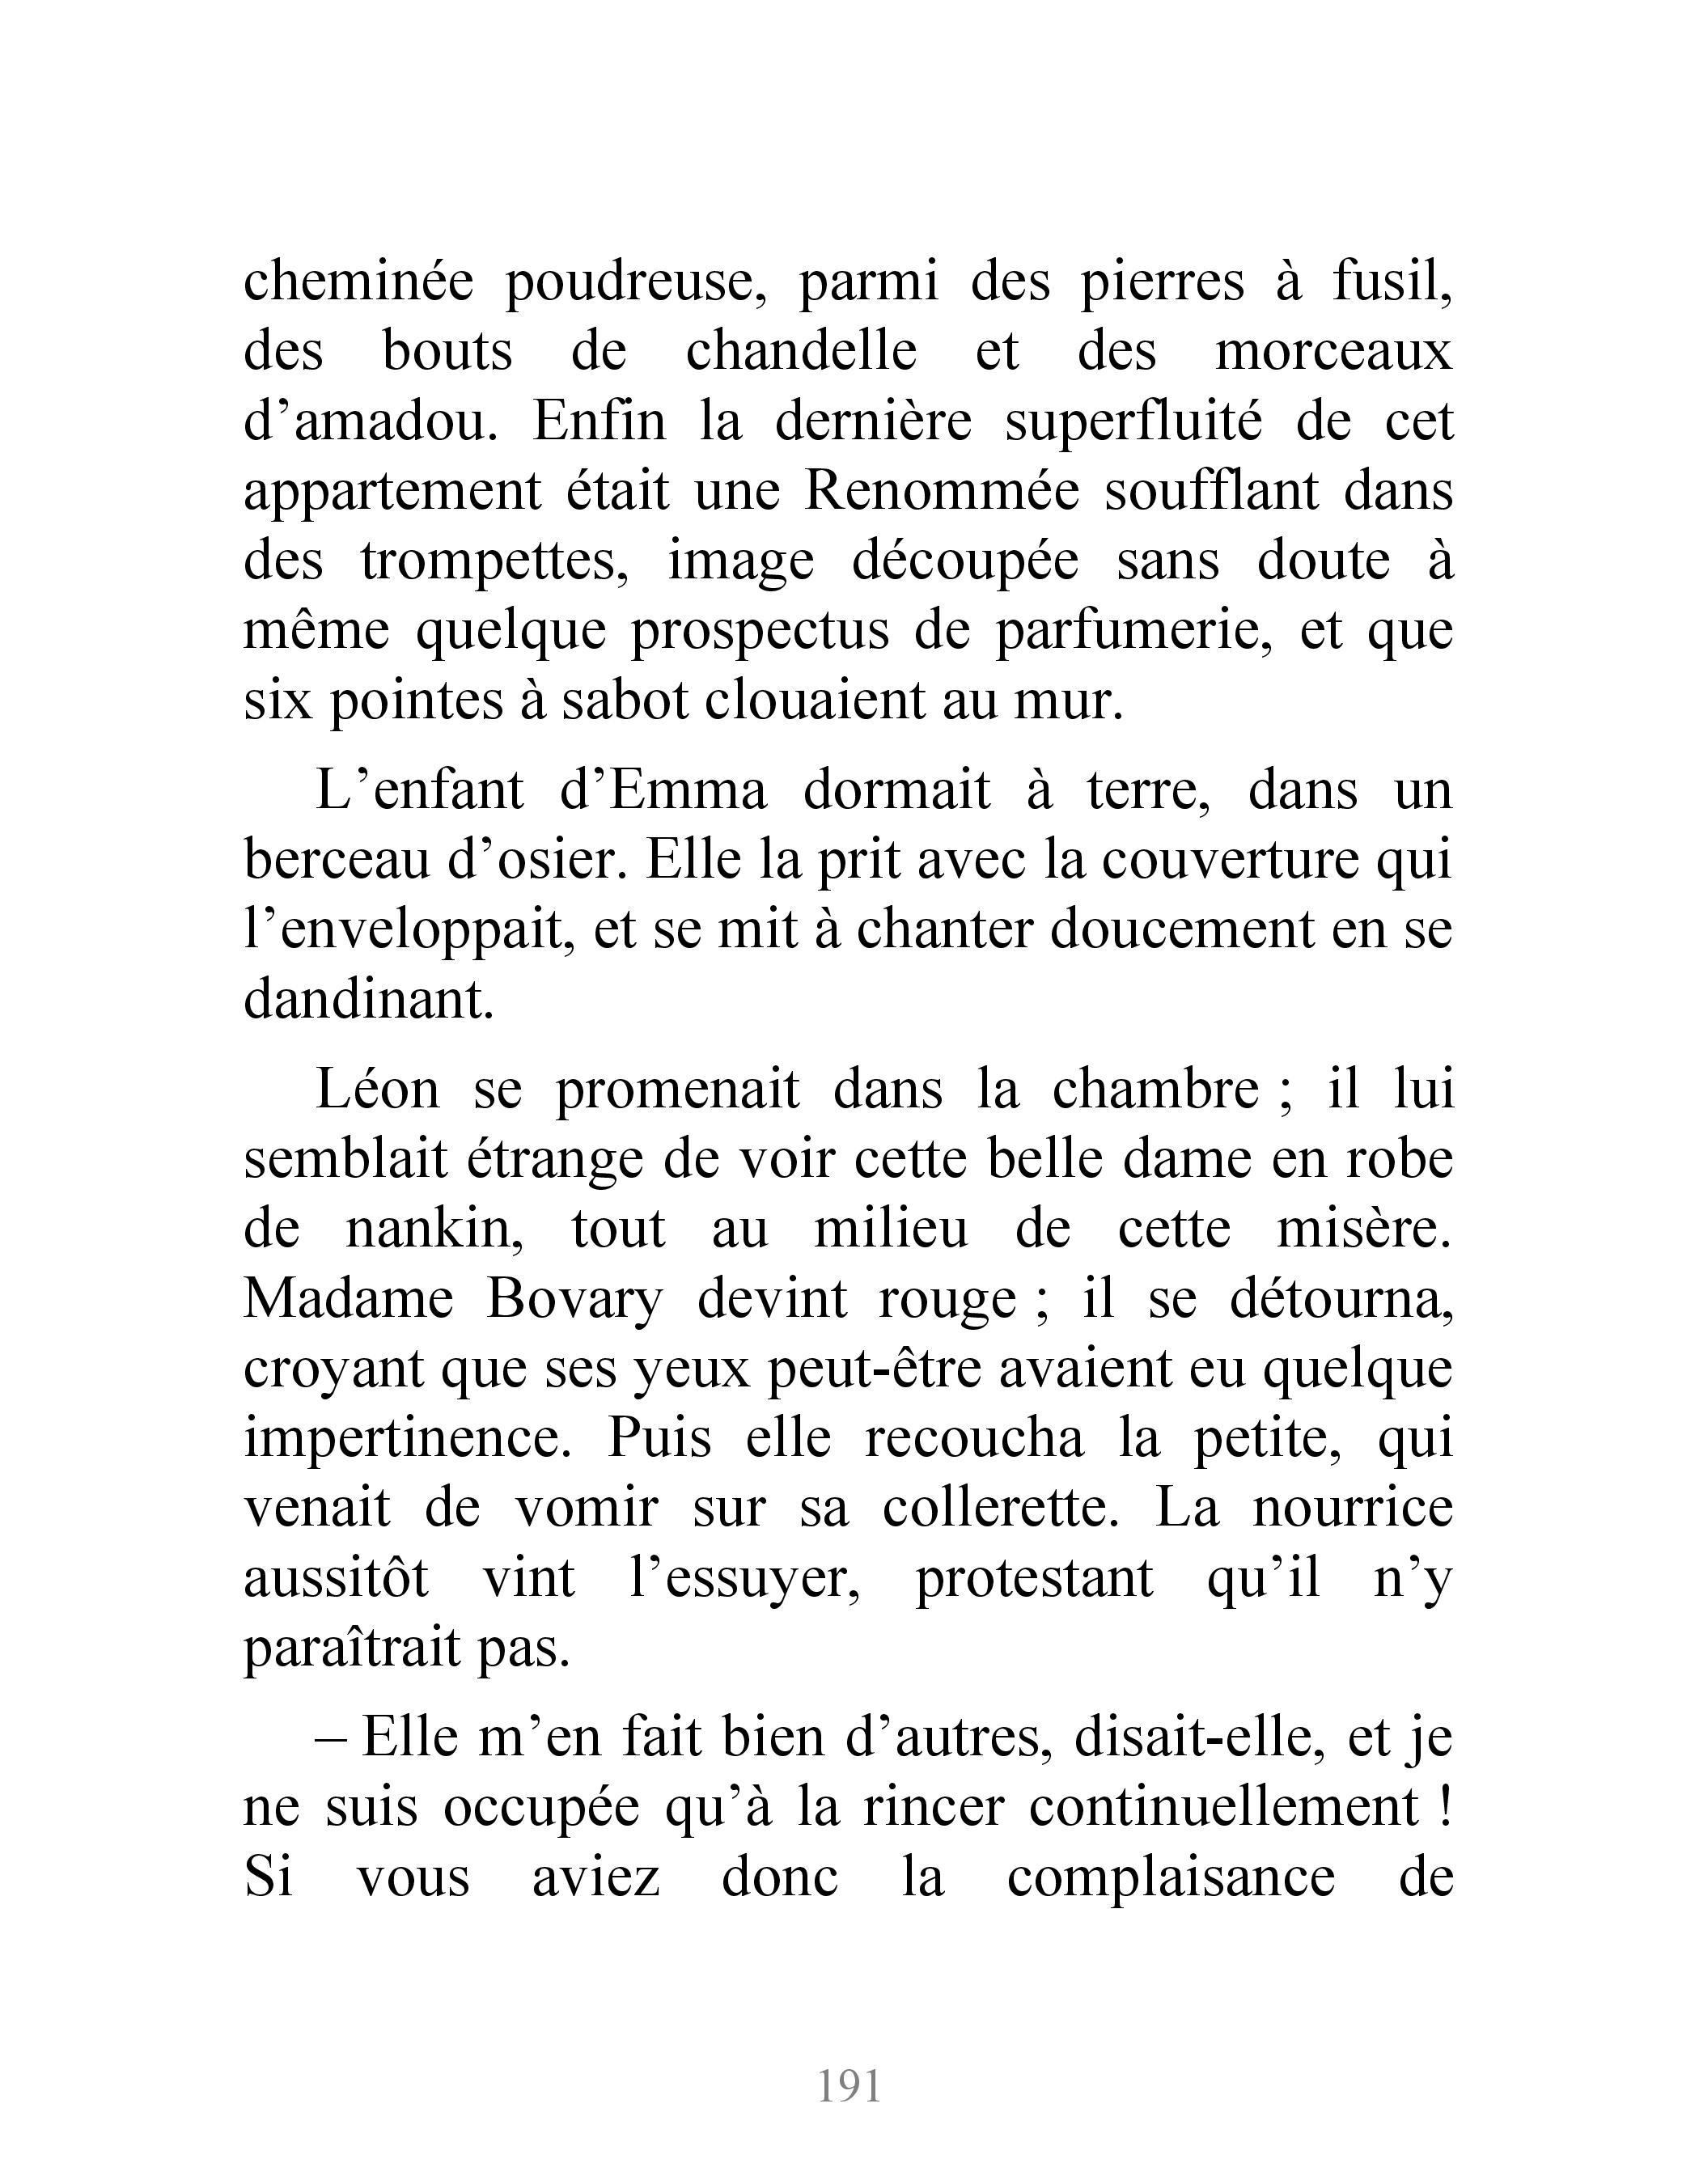 cheminée poudreuse, parmi des pierres à fusil,
des bouts de chandelle et des morceaux
d’amadou. Enfin la dernière superfluité de cet
appartement était une Renommée soufflant dans
des trompettes, image découpée sans doute à
même quelque prospectus de parfumerie, et que
six pointes à sabot clouaient au mur.
L’enfant d’Emma dormait à terre, dans un
berceau d’osier. Elle la prit avec la couverture qui
l’enveloppait, et se mit à chanter doucement en se
dandinant.
Léon se promenait dans la chambre ; il lui
semblait étrange de voir cette belle dame en robe
de nankin, tout au milieu de cette misère.
Madame Bovary devint rouge ; il se détourna,
croyant que ses yeux peut-être avaient eu quelque
impertinence. Puis elle recoucha la petite, qui
venait de vomir sur sa collerette. La nourrice
aussitôt vint l’essuyer, protestant qu’il n’y
paraîtrait pas.
– Elle m’en fait bien d’autres, disait-elle, et je
ne suis occupée qu’à la rincer continuellement !
Si vous aviez donc la complaisance de
191